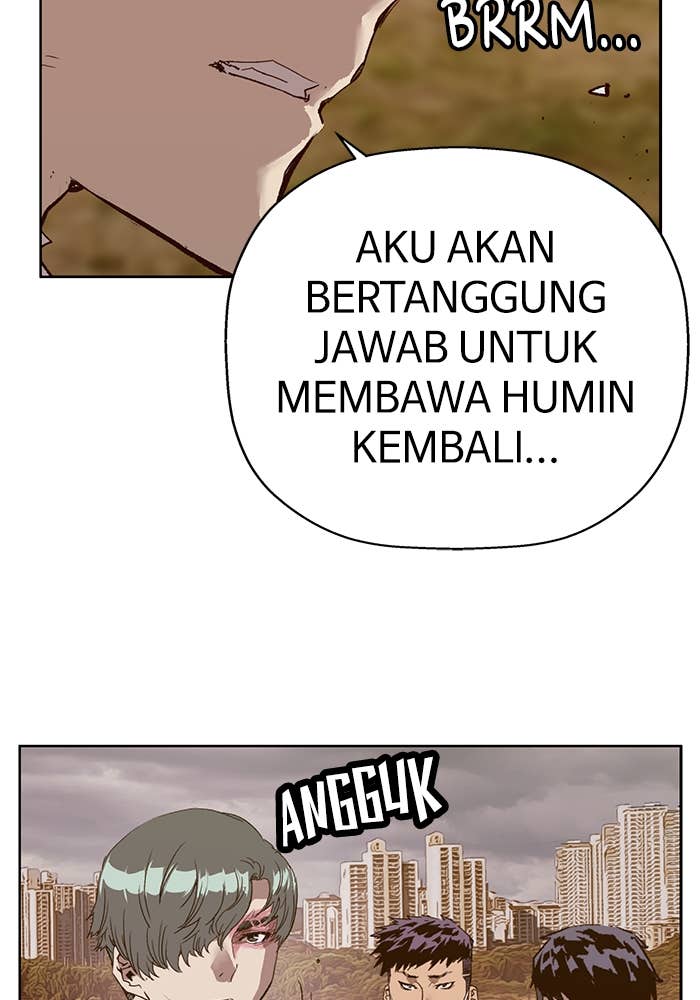 BRRM...
AKU AKAN
BERTANGGUNG
JAWAB UNTUK
MEMBAWA HUMIN
KEMBALI...
ANGGUK